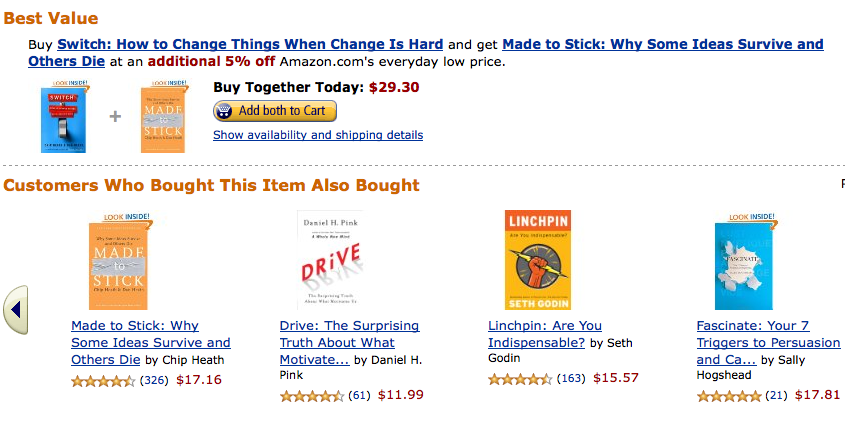 Best Value
Buy Switch: How to Change Things When Change Is Hard and get Made to Stick: Why Some Ideas Survive and
Others Die at an additional 5% off Amazon.com's everyday low price.
LOOK INSIDE!
SWITCH
+
LOOK INSIDE!
MADE
to
STICK
Buy Together Today: $29.30
Add both to Cart
Show availability and shipping details
Customers Who Bought This Item Also Bought
LOOK INSIDE!
Why Some Ideas Survive
and Others Die
MADE
to
STICK
Chip Heath & Dan Heath
Made to Stick: Why
Some Ideas Survive and
Others Die by Chip Heath
(326) $17.16
Daniel H. Pink
A Whole New Mind
DRiVE
The Surprising Truth
About What Motivates Us
Drive: The Surprising
Truth About What
Motivate... by Daniel H.
Pink
(61) $11.99
LINCHPIN
Are You Indispensable?
SETH GODIN
Linchpin: Are You
Indispensable? by Seth
Godin
(163) $15.57
LOOK INSIDE!
FASCINATE
Fascinate: Your 7
Triggers to Persuasion
and Ca... by Sally
Hogshead
(21) $17.81